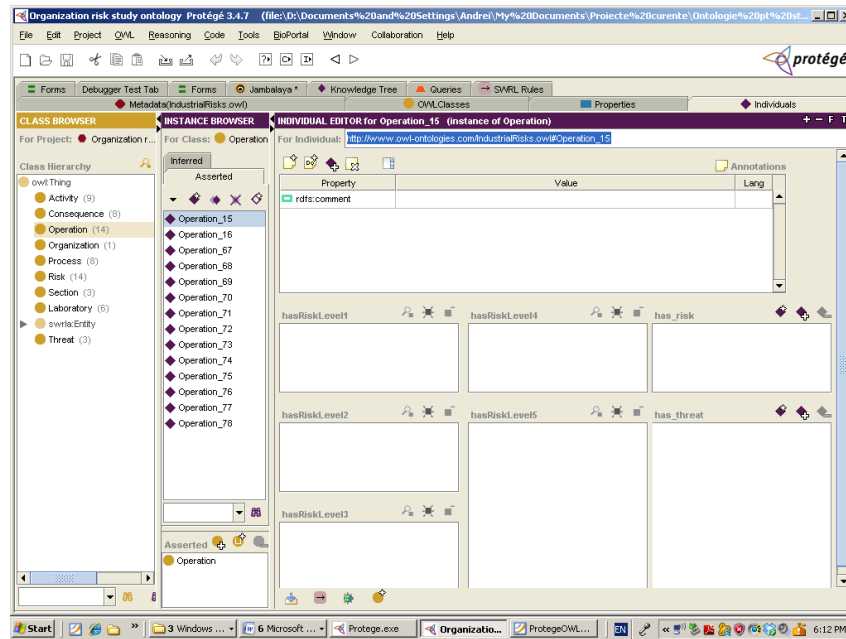 Organization risk study ontology Protégé 3.4.7 (file:\D:\Documents%20and%20Settings\Andrei\My%20Documents\Proiecte%20curente\Ontologie%20pt%20st...
File Edit Project OWL Reasoning Code Tools BioPortal Window Collaboration Help
protégé
Forms Debugger Test Tab Forms Jambalaya * Knowledge Tree Queries SWRL Rules
Metadata(IndustrialRisks.owl) OWLClasses Properties Individuals
CLASS BROWSER INSTANCE BROWSER INDIVIDUAL EDITOR for Operation_15 (instance of Operation) + - F T
For Project: Organization r... For Class: Operation For Individual: http://www.owl-ontologies.com/IndustrialRisks.owl#Operation_15
Class Hierarchy Inferred Annotations
Asserted
Property Value Lang
owl:Thing
rdfs:comment
Activity (9)
Consequence (8) Operation_15
Operation (14) Operation_16
Organization (1) Operation_67
Process (8) Operation_68
Risk (14) Operation_69
Section (3) Operation_70
Laboratory (6) Operation_71
hasRiskLevel1 hasRiskLevel4 has_risk
swrla:Entity Operation_72
Threat (3) Operation_73
Operation_74
Operation_75
Operation_76
Operation_77
hasRiskLevel2 hasRiskLevel5 has_threat
Operation_78
hasRiskLevel3
Asserted
Operation
Start 3 Windows ... 6 Microsoft ... Protege.exe Organizatio... ProtegeOWL... EN 6:12 PM